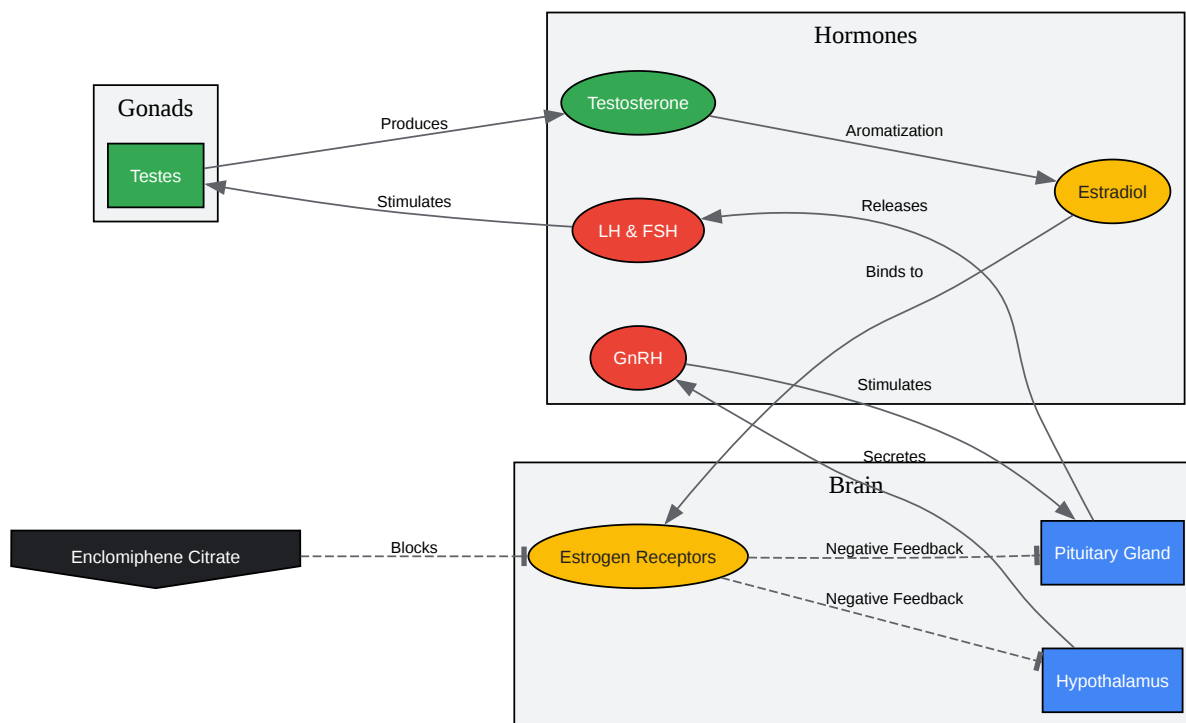 Hormones
Gonads
Testosterone
Produces
Aromatization
Testes
Estradiol
Stimulates
Releases
LH & FSH
Binds to
GnRH
Stimulates
Secretes
Brain
Enclomiphene Citrate
Blocks
Estrogen Receptors
Negative Feedback
Pituitary Gland
Negative Feedback
Hypothalamus